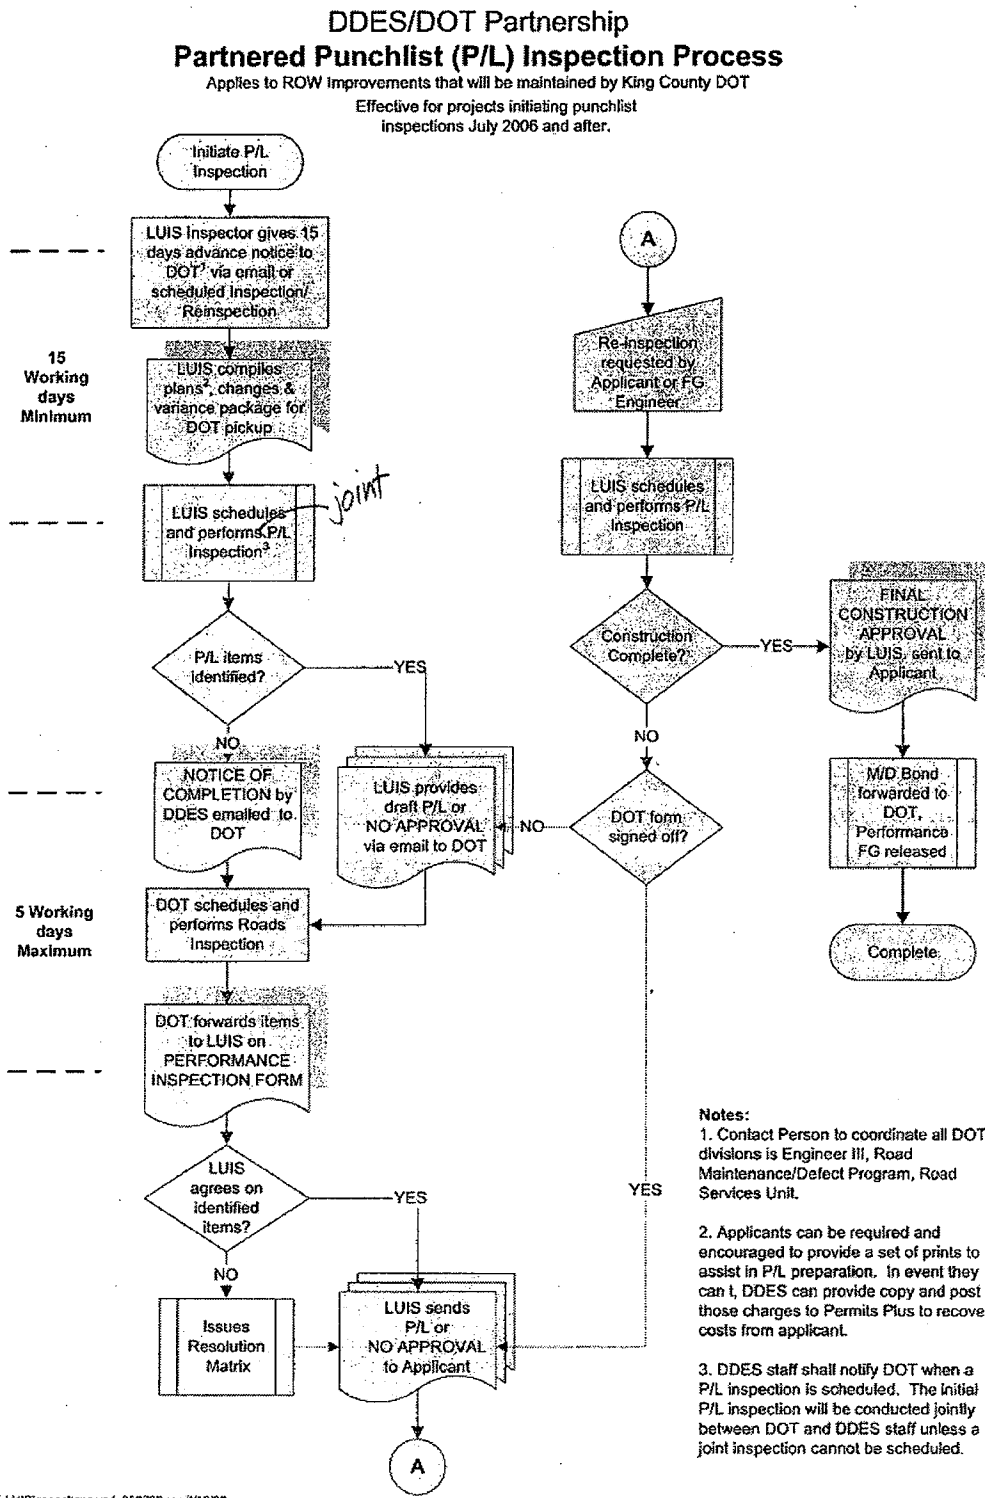 DDES/DOT Partnership
Partnered Punchlist (P/L) Inspection Process
Applies to ROW Improvements that will be maintained by King County DOT
Effective for projects initiating punchlist
inspections July 2006 and after.
Initiate P/L
Inspection
LUIS Inspector gives 15
days advance notice to
DOT¹ via email or
scheduled Inspection/
Reinspection
15
Working
days
Minimum
LUIS compiles
plans², changes &
variance package for
DOT pickup
LUIS schedules
and performs P/L
Inspection³
joint
P/L items
identified?
YES
NO
NOTICE OF
COMPLETION by
DDES emailed to
DOT
LUIS provides
draft P/L or
NO APPROVAL
via email to DOT
5 Working
days
Maximum
DOT schedules and
performs Roads
Inspection
DOT forwards items
to LUIS on
PERFORMANCE
INSPECTION FORM
LUIS
agrees on
identified
items?
YES
NO
Issues
Resolution
Matrix
LUIS sends
P/L or
NO APPROVAL
to Applicant
A
A
Re-inspection
requested by
Applicant or FG
Engineer
LUIS schedules
and performs P/L
Inspection
Construction
Complete?
YES
NO
FINAL
CONSTRUCTION
APPROVAL
by LUIS, sent to
Applicant
M/D Bond
forwarded to
DOT,
Performance
FG released
Complete
DOT form
signed off?
NO
YES
Notes:
1. Contact Person to coordinate all DOT
divisions is Engineer III, Road
Maintenance/Defect Program, Road
Services Unit.
2. Applicants can be required and
encouraged to provide a set of prints to
assist in P/L preparation. In event they
can t, DDES can provide copy and post
those charges to Permits Plus to recove
costs from applicant.
3. DDES staff shall notify DOT when a
P/L inspection is scheduled. The initial
P/L inspection will be conducted jointly
between DOT and DDES staff unless a
joint inspection cannot be scheduled.